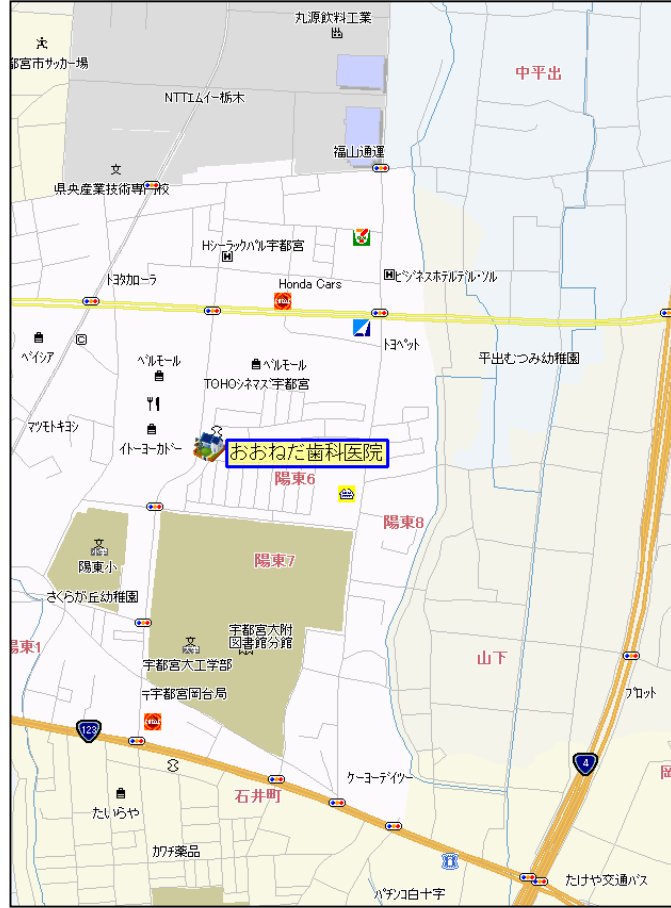 丸源飲料工業
都宮市サッカー場
中平出
NTTエムイー栃木
福山通運
県央産業技術専門校
Hシーラックパル宇都宮
トヨタカローラ
Honda Cars
ビジネスホテルデル・ソル
ベイシア
ベルモール
ベルモール
TOHOシネマズ宇都宮
トヨペット
平出むつみ幼稚園
マツモトキヨシ
イトーヨーカドー
おおねだ歯科医院
陽東6
陽東8
陽東小
陽東7
さくらが丘幼稚園
陽東1
宇都宮大附
図書館分館
宇都宮大工学部
山下
〒宇都宮岡台局
プロット
123
4
石井町
ケーヨーデイツー
たいらや
カワチ薬品
パチンコ白十字
たけや交通バス